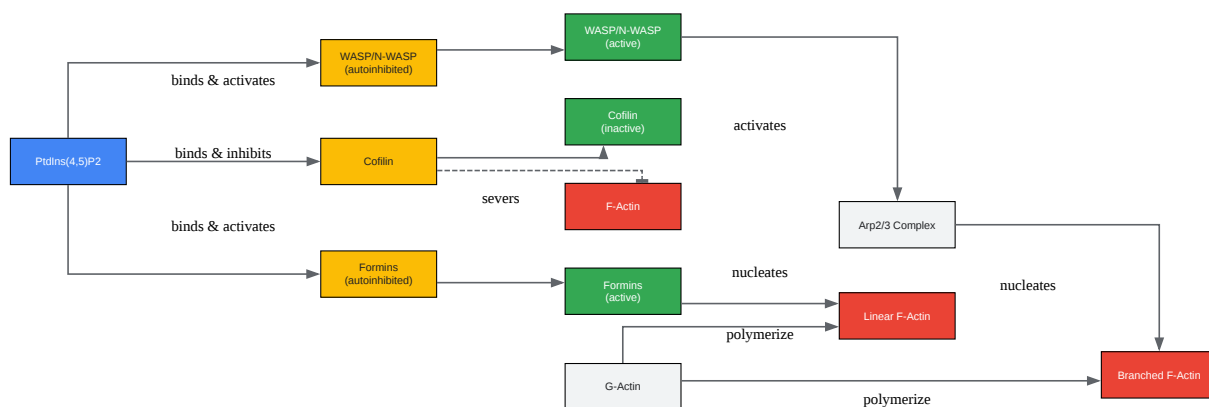 WASP/N-WASP
(active)
WASP/N-WASP
(autoinhibited)
binds & activates
Cofilin
(inactive)
activates
PtdIns(4,5)P2
binds & inhibits
Cofilin
severs
F-Actin
binds & activates
Arp2/3 Complex
Formins
(autoinhibited)
Formins
(active)
nucleates
nucleates
Linear F-Actin
polymerize
G-Actin
Branched F-Actin
polymerize